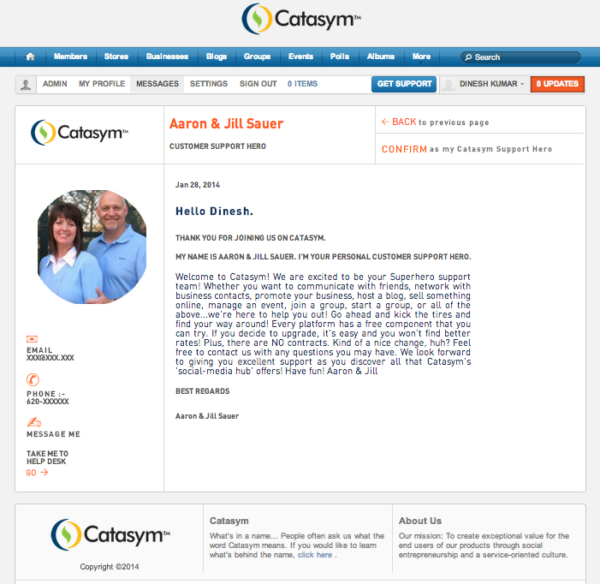 Catasym™
Members Stores Businesses Blogs Groups Events Polls Albums More Search
ADMIN MY PROFILE MESSAGES SETTINGS SIGN OUT 0 ITEMS GET SUPPORT DINESH KUMAR 8 UPDATES
Catasym™
Aaron & Jill Sauer
CUSTOMER SUPPORT HERO
← BACK to previous page
CONFIRM as my Catasym Support Hero
Jan 28, 2014
Hello Dinesh.
THANK YOU FOR JOINING US ON CATASYM.
MY NAME IS AARON & JILL SAUER. I'M YOUR PERSONAL CUSTOMER SUPPORT HERO.
Welcome to Catasym! We are excited to be your Superhero support
team! Whether you want to communicate with friends, network with
business contacts, promote your business, host a blog, sell something
online, manage an event, join a group, start a group, or all of the
above...we're here to help you out! Go ahead and kick the tires and
find your way around! Every platform has a free component that you
can try. If you decide to upgrade, it's easy and you won't find better
rates! Plus, there are NO contracts. Kind of a nice change, huh? Feel
free to contact us with any questions you may have. We look forward
to giving you excellent support as you discover all that Catasym's
'social-media hub' offers! Have fun! Aaron & Jill
BEST REGARDS
Aaron & Jill Sauer
EMAIL
XXX@XXX.XXX
PHONE :-
620-XXXXXX
MESSAGE ME
TAKE ME TO
HELP DESK
GO →
Catasym™
Copyright ©2014
Catasym
What's in a name... People often ask us what the
word Catasym means. If you would like to learn
what's behind the name, click here .
About Us
Our mission: To create exceptional value for the
end users of our products through social
entrepreneurship and a service-oriented culture.